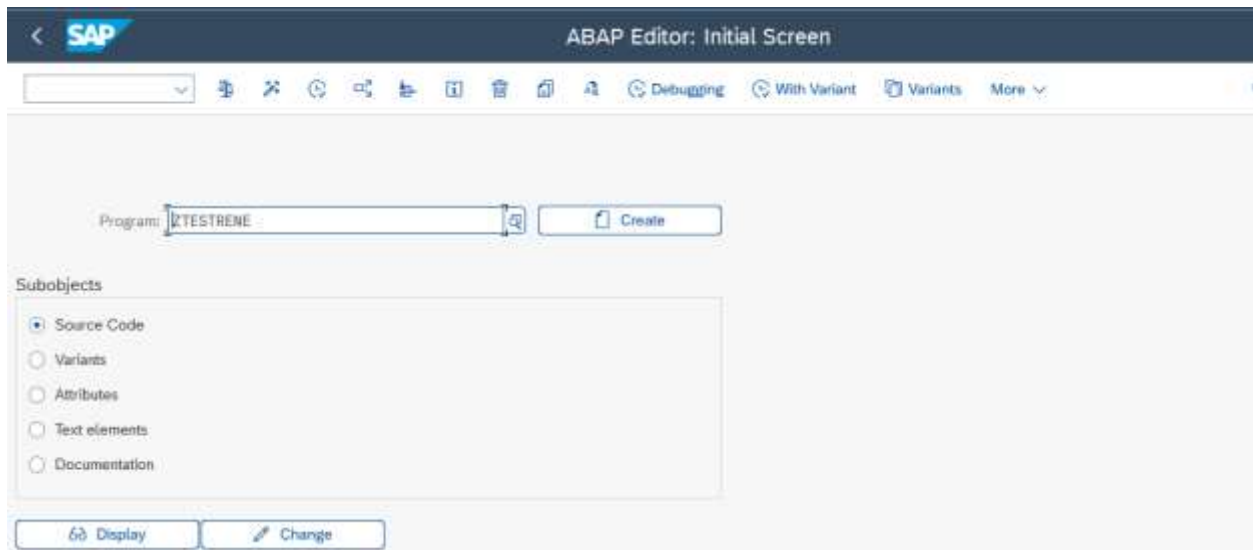 SAP ABAP Editor: Initial Screen
Debugging With Variant Variants More
Program: ZTESTRENE Create
Subobjects
Source Code
Variants
Attributes
Text elements
Documentation
Display Change